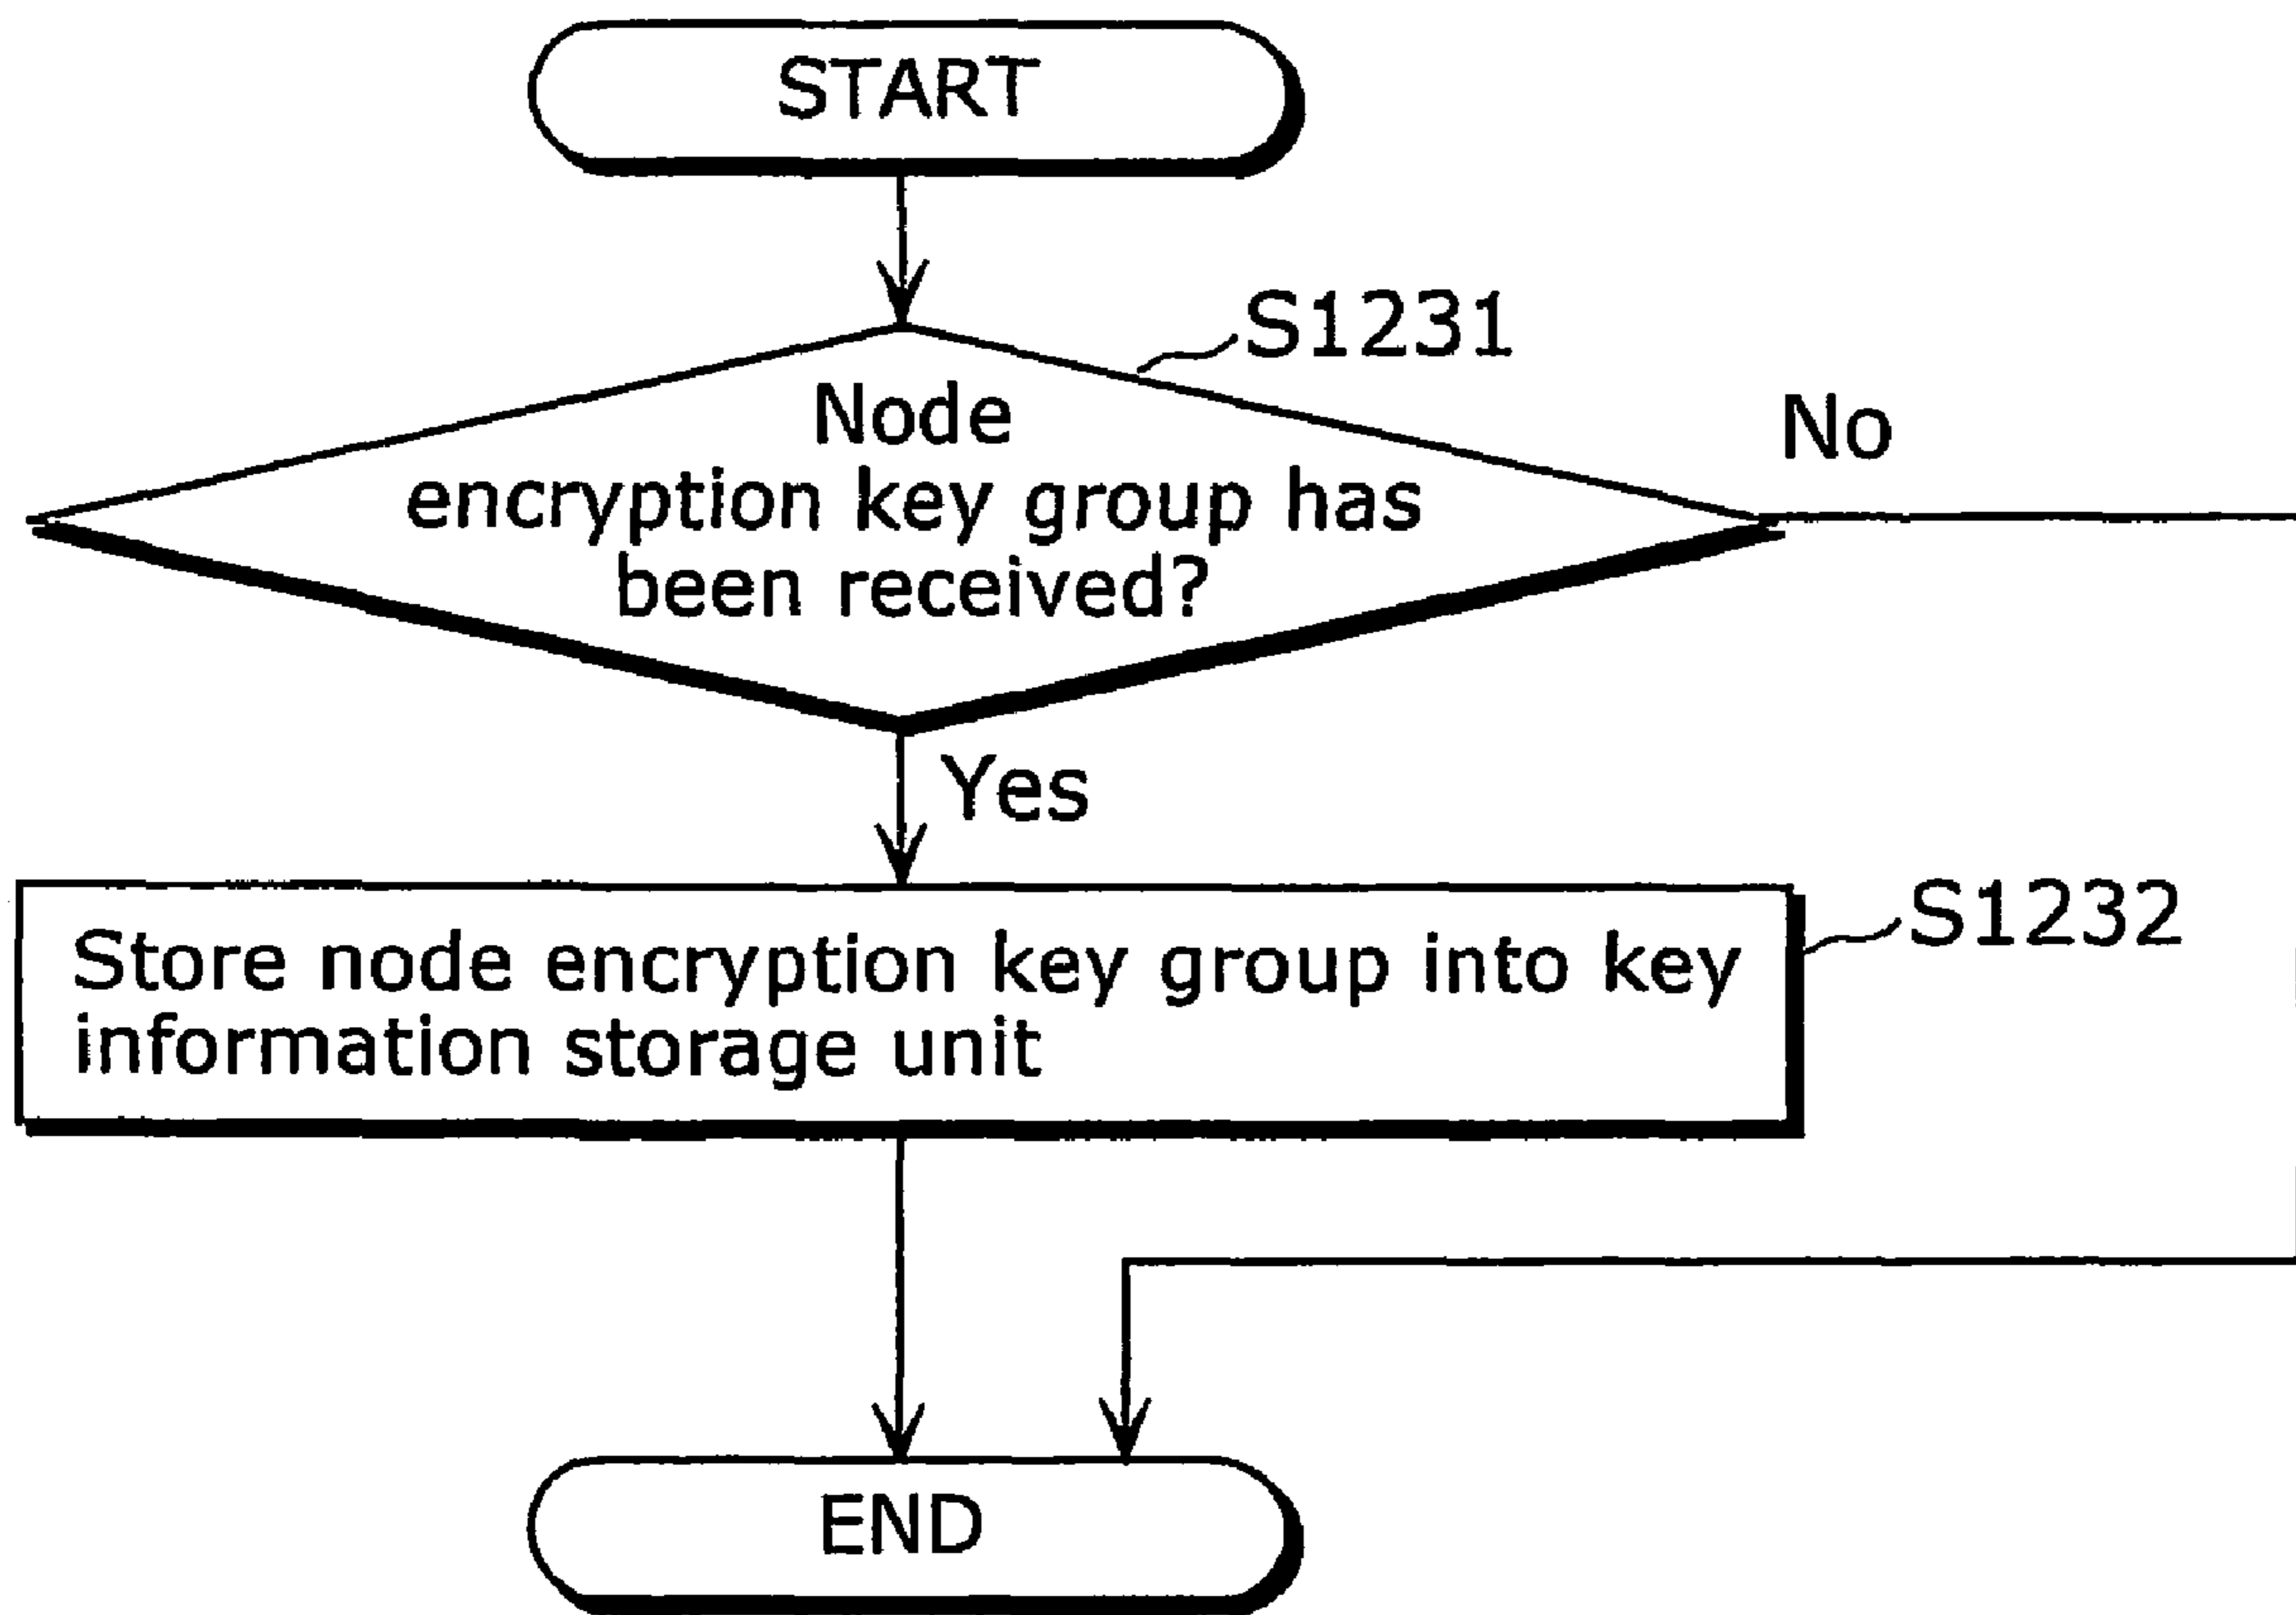 START
S1231
Node
encryption key group has
been received?
No
Yes
S1232
Store node encryption key group into key
information storage unit
END